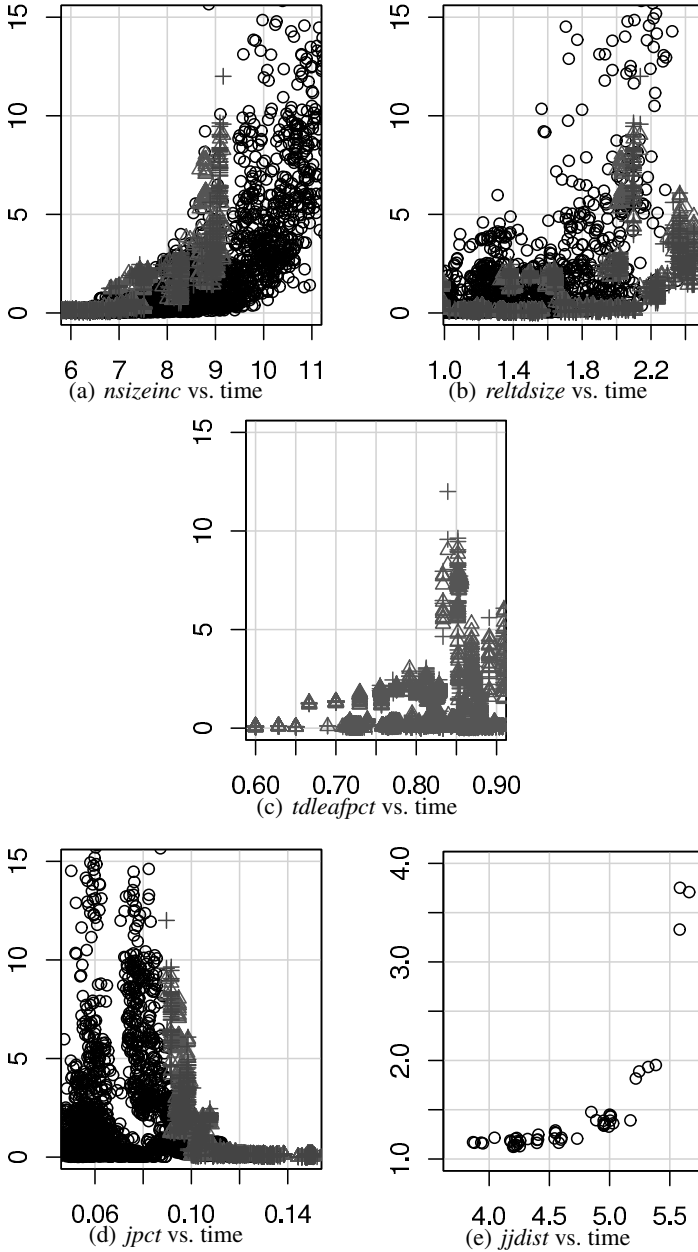 15
10
5
0
6 7 8 9 10 11
(a) nsizeinc vs. time
15
10
5
0
1.0 1.4 1.8 2.2
(b) reltdsize vs. time
15
10
5
0
0.60 0.70 0.80 0.90
(c) tdleafpct vs. time
15
10
5
0
0.06 0.10 0.14
(d) jpct vs. time
4.0
3.0
2.0
1.0
4.0 4.5 5.0 5.5
(e) jjdist vs. time